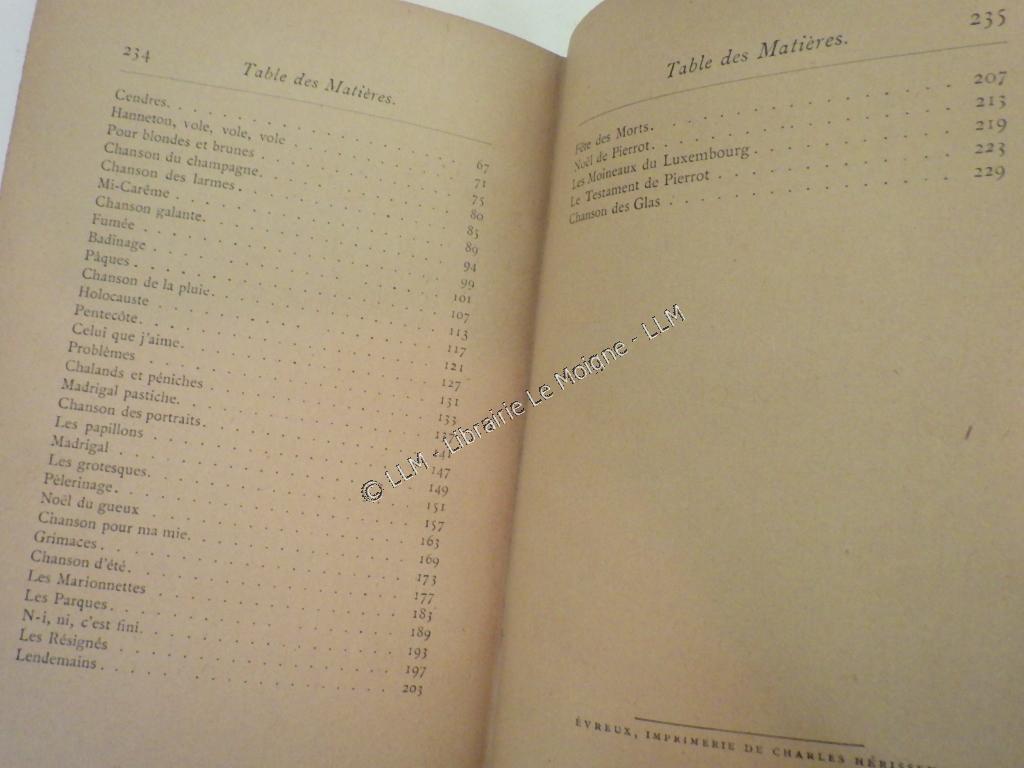 234
Table des Matières.
Cendres. 67
Hanneton, vole, vole, vole 71
Pour blondes et brunes 75
Chanson du champagne. 80
Chanson des larmes. 85
Mi-Carême 89
Chanson galante. 94
Fumée 99
Badinage 101
Pâques 107
Chanson de la pluie. 113
Holocauste 117
Pentecôte. 121
Celui que j'aime. 127
Problèmes 131
Chalands et péniches 133
Madrigal pastiche.
Chanson des portraits.
Les papillons 147
Madrigal 149
Les grotesques. 151
Pèlerinage. 157
Noël du gueux 163
Chanson pour ma mie. 169
Grimaces. 173
Chanson d'été. 177
Les Marionnettes 183
Les Parques. 189
N-i, ni, c'est fini. 193
Les Résignés 197
Lendemains. 203
235
Table des Matières.
Fête des Morts. 207
Noël de Pierrot. 213
Les Moineaux du Luxembourg 219
Le Testament de Pierrot 223
Chanson des Glas 229
ÉVREUX, IMPRIMERIE DE CHARLES
© LLM - Librairie Le Moigne - LLM